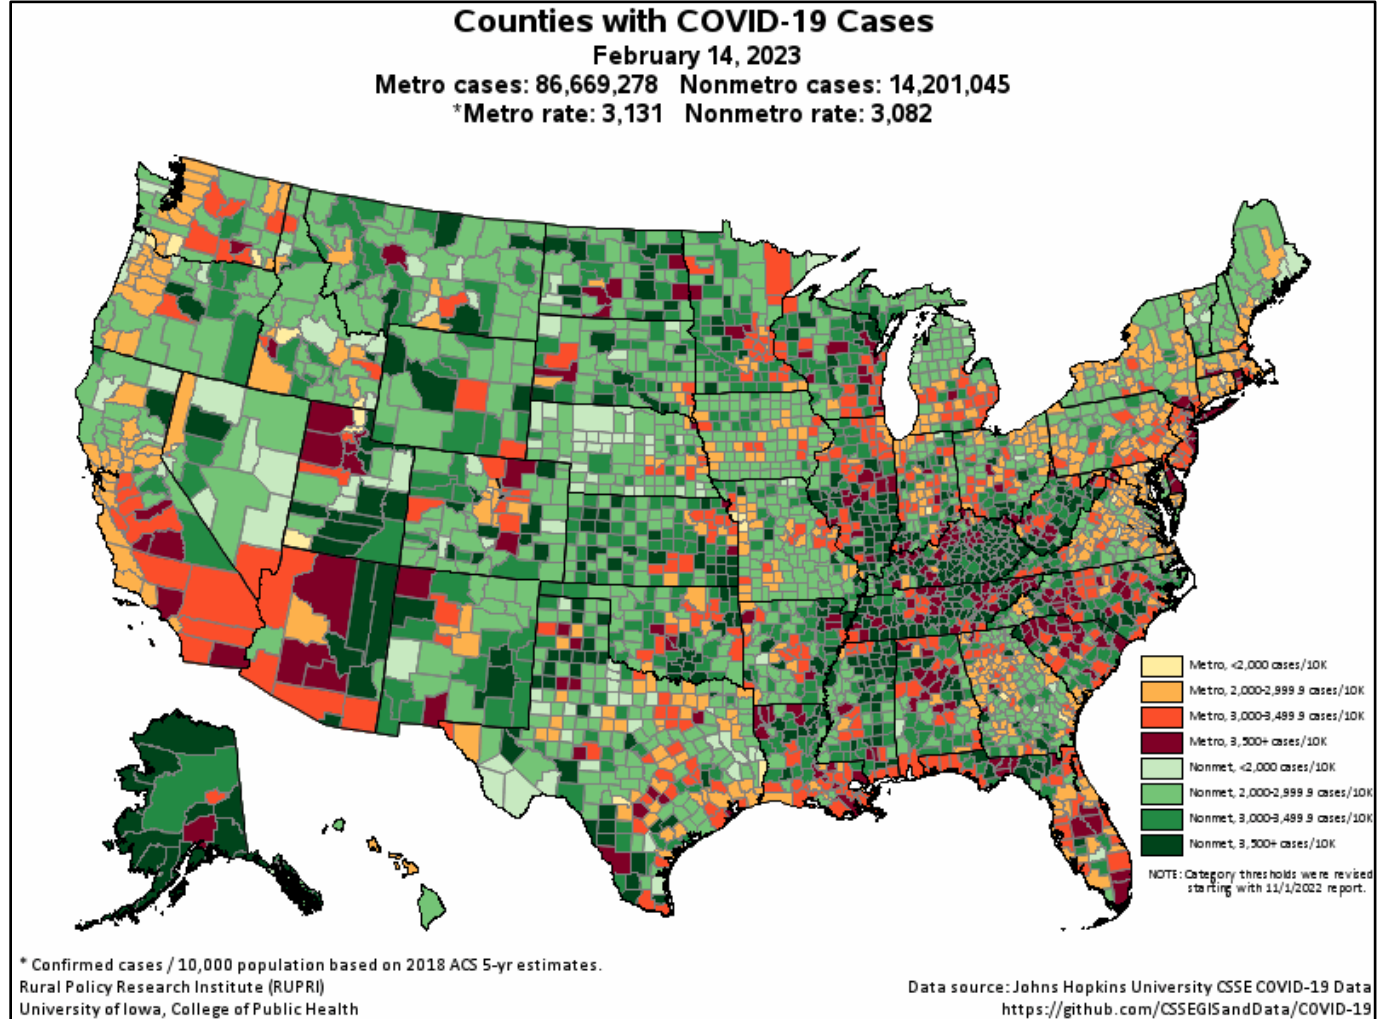 Counties with COVID-19 Cases
February 14, 2023
Metro cases: 86,669,278 Nonmetro cases: 14,201,045
*Metro rate: 3,131 Nonmetro rate: 3,082
Metro, <2,000 cases/10K
Metro, 2,000-2,999.9 cases/10K
Metro, 3,000-3,499.9 cases/10K
Metro, 3,500+ cases/10K
Nonmet, <2,000 cases/10K
Nonmet, 2,000-2,999.9 cases/10K
Nonmet, 3,000-3,499.9 cases/10K
Nonmet, 3,500+ cases/10K
NOTE: Category thresholds were revised
starting with 11/1/2022 report.
* Confirmed cases / 10,000 population based on 2018 ACS 5-yr estimates.
Rural Policy Research Institute (RUPRI)
University of Iowa, College of Public Health
Data source: Johns Hopkins University CSSE COVID-19 Data
https://github.com/CSSEGISandData/COVID-19